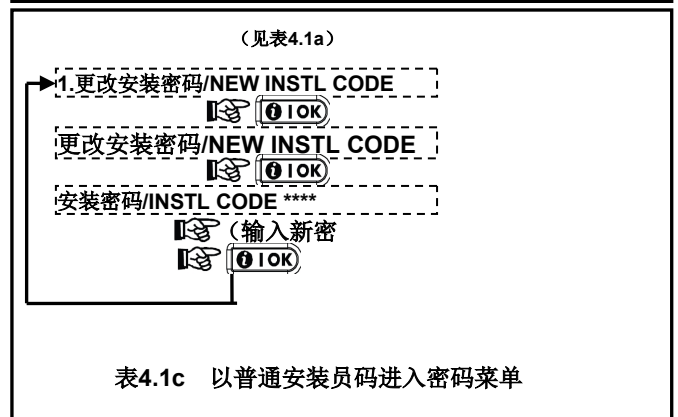 （见表4.1a）
1.更改安装密码/NEW INSTL CODE
i I OK
更改安装密码/NEW INSTL CODE
i I OK
安装密码/INSTL CODE ****
（输入新密
i I OK
表4.1c 以普通安装员码进入密码菜单